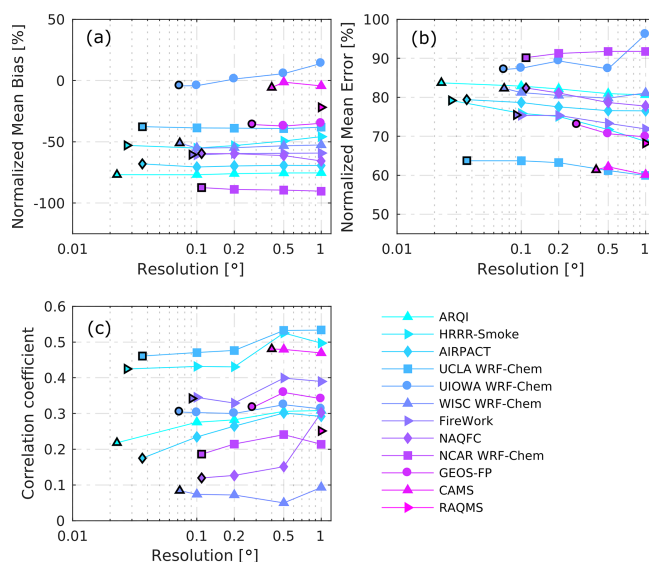 (a)
Normalized Mean Bias [%]
50
0
-50
-100
0.01
0.1
0.2
0.5
1
Resolution [°]
(b)
Normalized Mean Error [%]
100
90
80
70
60
50
0.01
0.1
0.2
0.5
1
Resolution [°]
(c)
Correlation coefficient
0.6
0.5
0.4
0.3
0.2
0.1
0
0.01
0.1
0.2
0.5
1
Resolution [°]
ARQI
HRRR-Smoke
AIRPACT
UCLA WRF-Chem
UIOWA WRF-Chem
WISC WRF-Chem
FireWork
NAQFC
NCAR WRF-Chem
GEOS-FP
CAMS
RAQMS